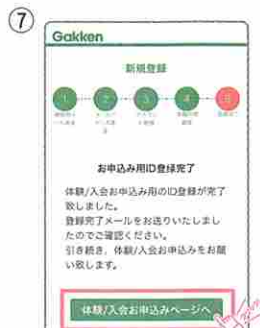 ⑦
Gakken
新規登録
1 2 3 4 5
お申込み用ID登録完了
体験/入会お申込み用のID登録が完了
致しました。
登録完了メールをお送りいたしまし
たのでご確認ください。
引き続き、体験/入会お申込みをお願
い致します。
体験/入会お申込みページへ